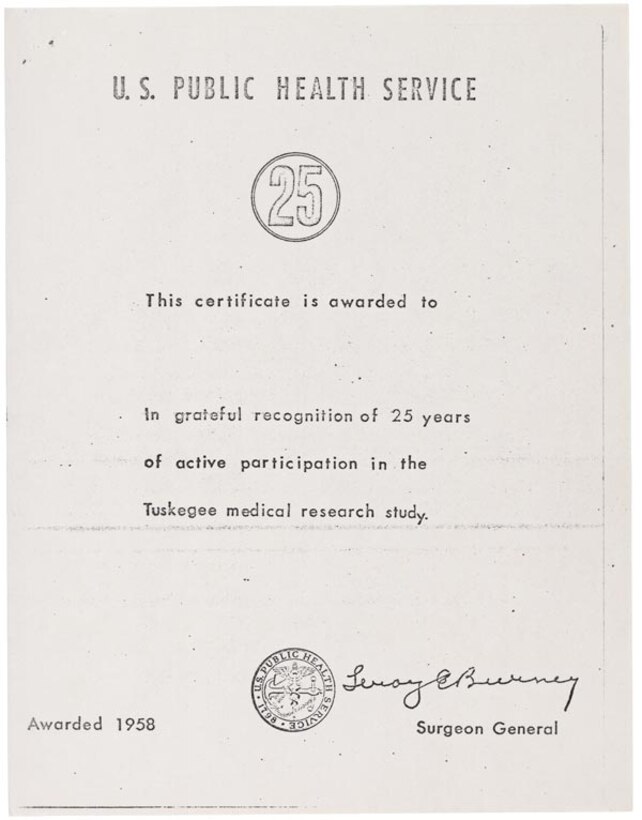 U. S. PUBLIC HEALTH SERVICE
25
This certificate is awarded to
In grateful recognition of 25 years
of active participation in the
Tuskegee medical research study.
U.S. PUBLIC HEALTH SERVICE • 1798 •
Leroy E Burney
Awarded 1958
Surgeon General